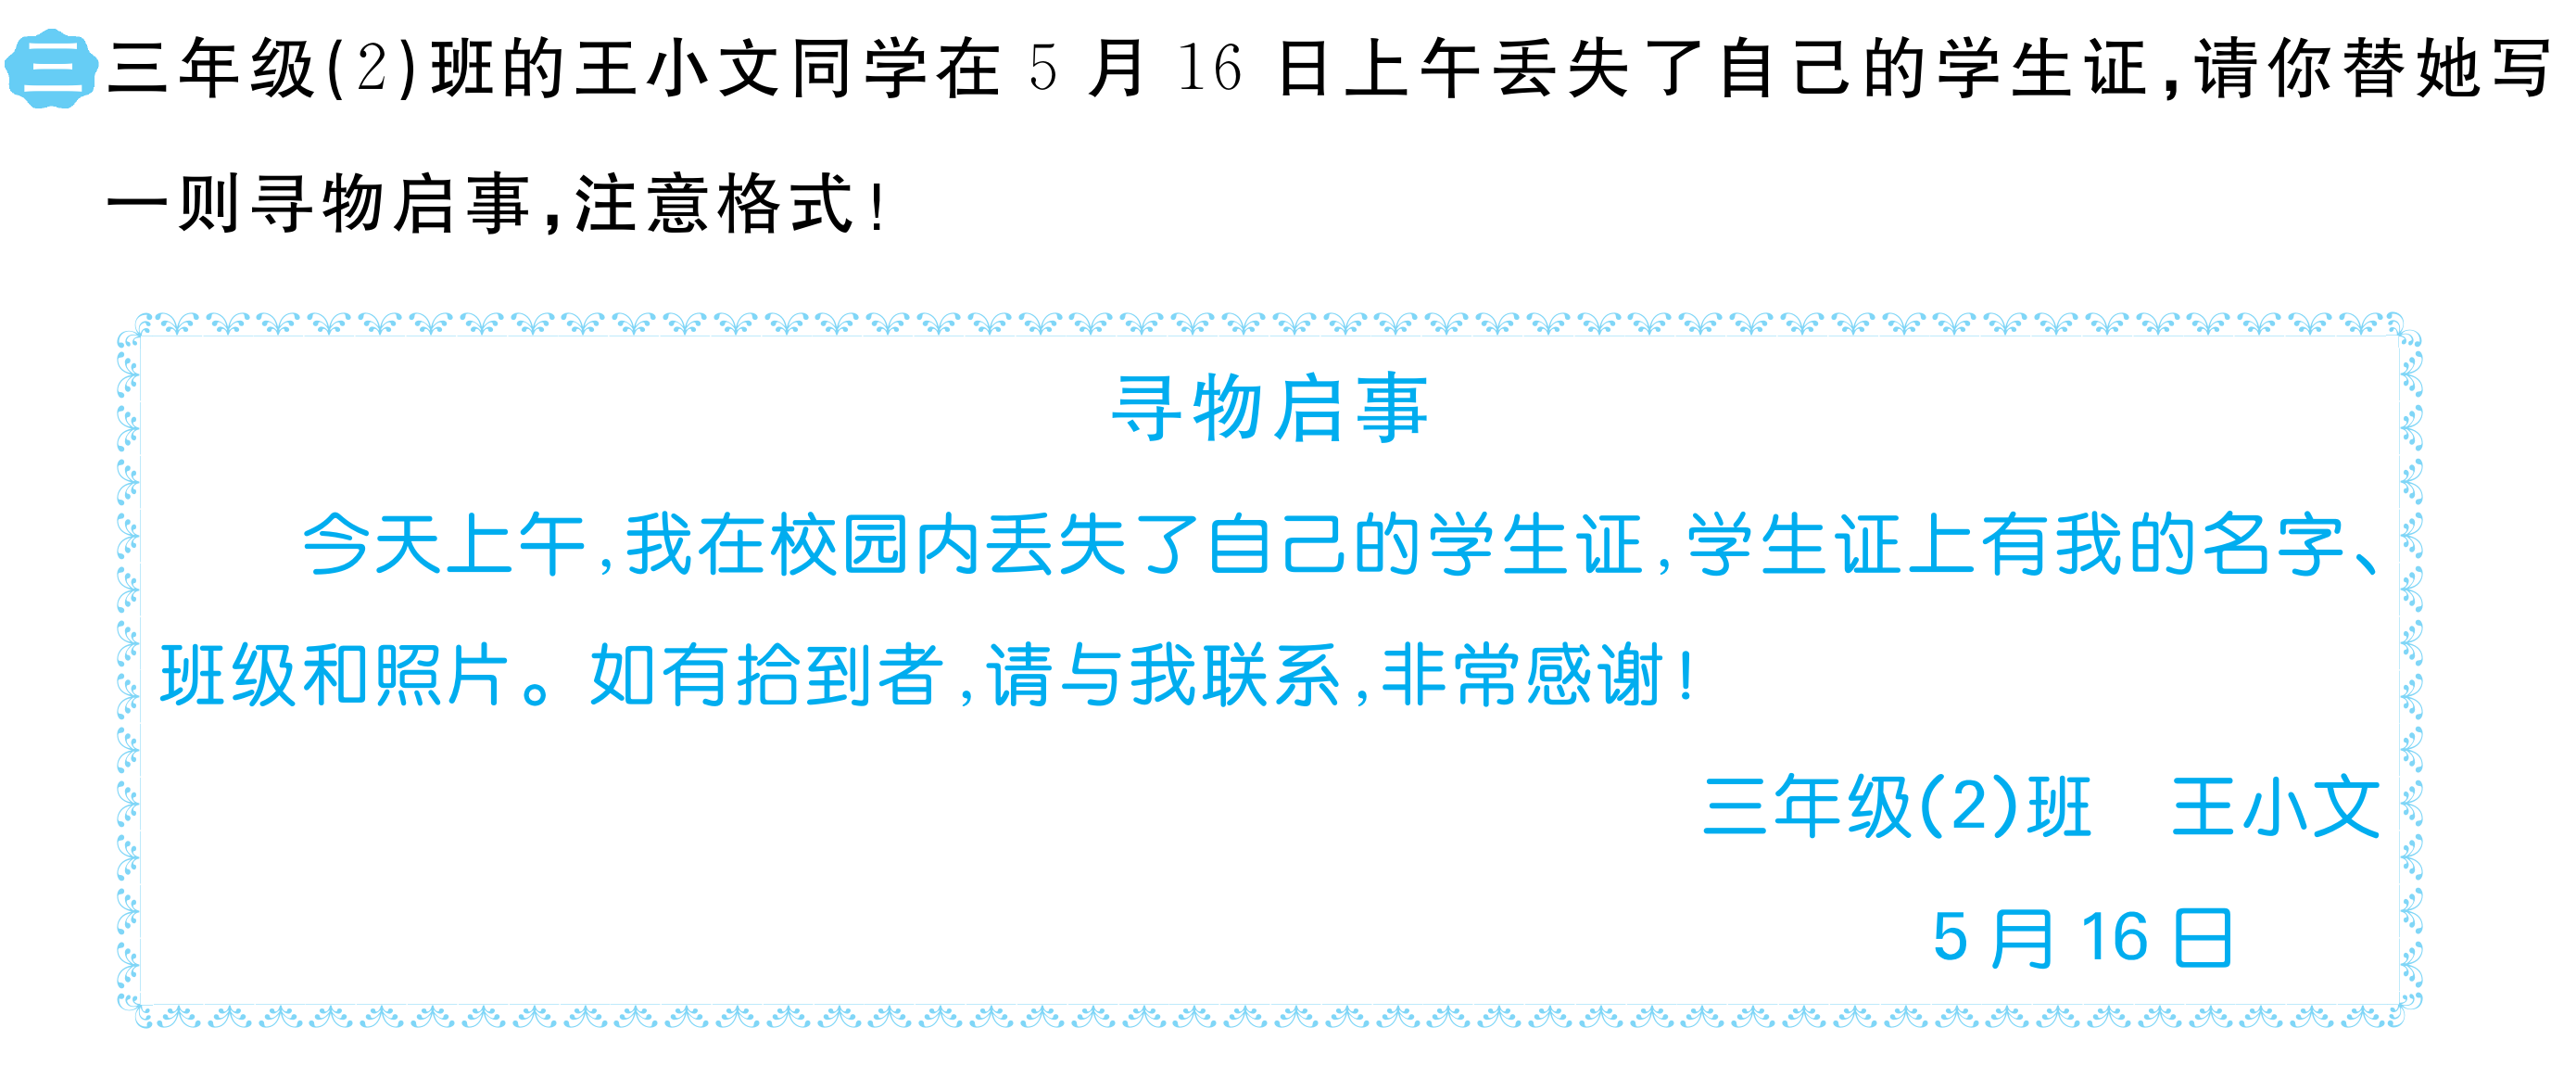 三 三年级(2)班的王小文同学在 5 月 16 日上午丢失了自己的学生证,请你替她写
一则寻物启事,注意格式!
寻物启事
今天上午,我在校园内丢失了自己的学生证,学生证上有我的名字、
班级和照片。如有拾到者,请与我联系,非常感谢!
三年级(2)班　王小文
5 月 16 日